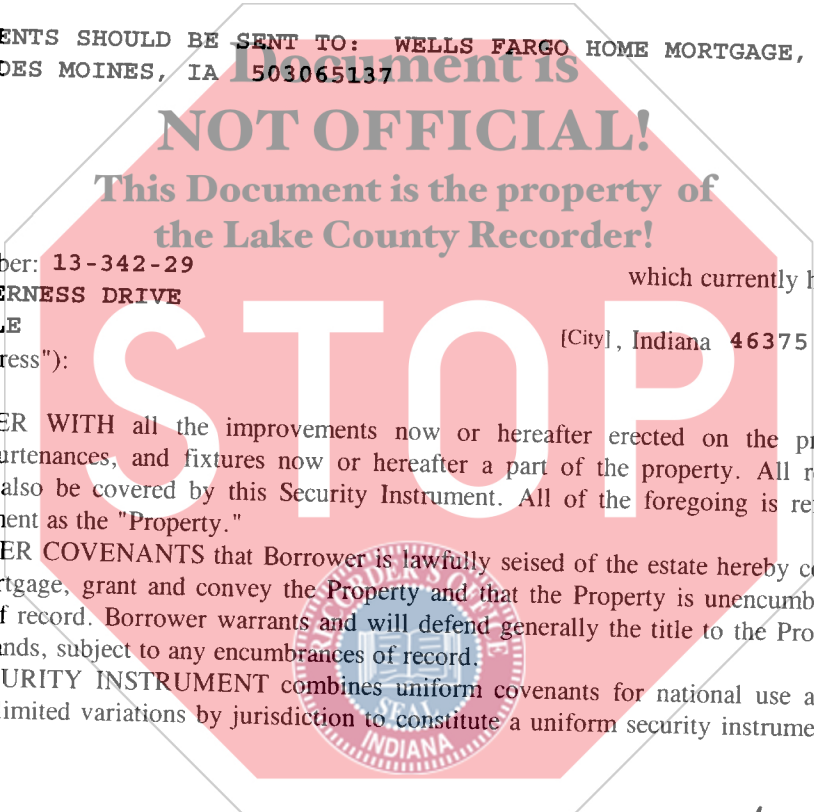 ENTS SHOULD BE SENT TO: WELLS FARGO HOME MORTGAGE,
DES MOINES, IA 503065137
Document is
NOT OFFICIAL!
This Document is the property of
the Lake County Recorder!
ber: 13-342-29
which currently h
ERNESS DRIVE
LE
[City], Indiana 46375
ress"):
STOP
ER WITH all the improvements now or hereafter erected on the pr
urtenances, and fixtures now or hereafter a part of the property. All r
also be covered by this Security Instrument. All of the foregoing is re
nent as the "Property."
ER COVENANTS that Borrower is lawfully seised of the estate hereby c
rtgage, grant and convey the Property and that the Property is unencumb
f record. Borrower warrants and will defend generally the title to the Pro
ands, subject to any encumbrances of record.
URITY INSTRUMENT combines uniform covenants for national use a
limited variations by jurisdiction to constitute a uniform security instrume
RECORDER'S OFFICE
SEAL
INDIANA